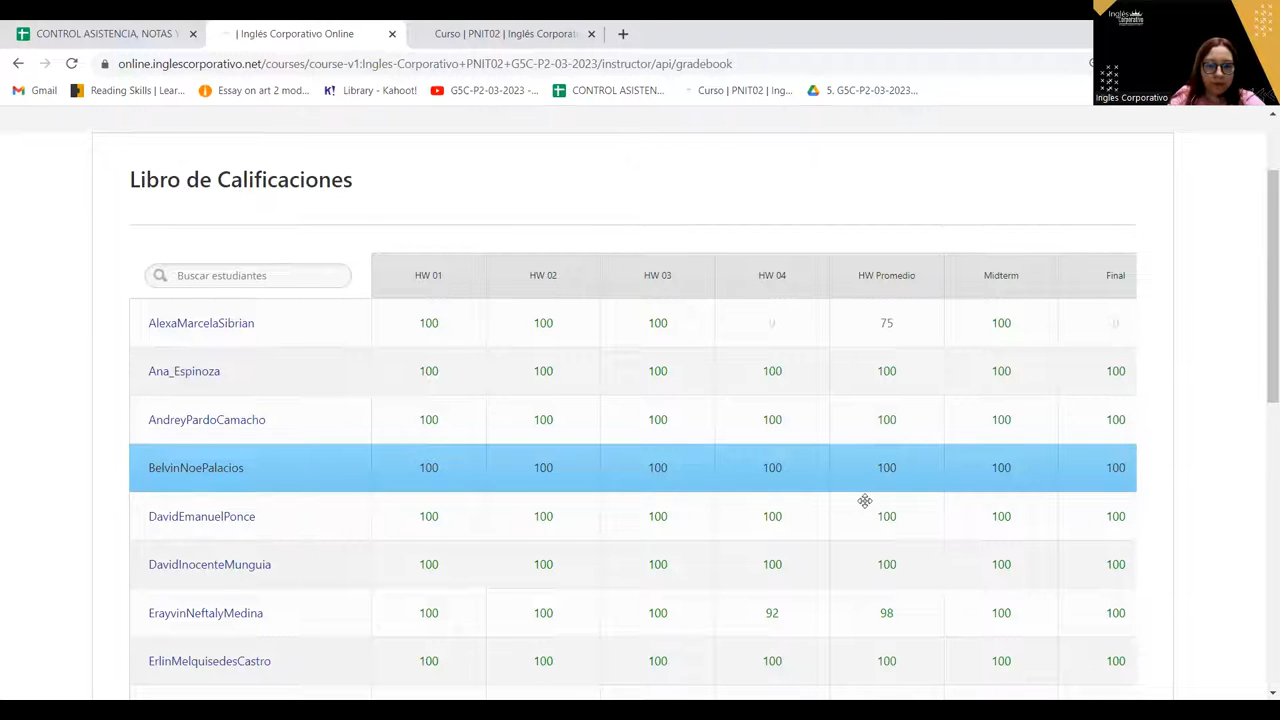 CONTROL ASISTENCIA, NOTAS Y
| Inglés Corporativo Online
Curso | PNIT02 | Inglés Corporat
online.inglescorporativo.net/courses/course-v1:Ingles-Corporativo+PNIT02+G5C-P2-03-2023/instructor/api/gradebook
Gmail
Reading Skills | Lear...
Essay on art 2 mod...
Library - Kahoot!
G5C-P2-03-2023 -...
CONTROL ASISTEN...
Curso | PNIT02 | Ing...
5. G5C-P2-03-2023...
Inglés Corporativo
Ingles Corporativo
Libro de Calificaciones
Buscar estudiantes HW 01 HW 02 HW 03 HW 04 HW Promedio Midterm Final
AlexaMarcelaSibrian 100 100 100 0 75 100 0
Ana_Espinoza 100 100 100 100 100 100 100
AndreyPardoCamacho 100 100 100 100 100 100 100
BelvinNoePalacios 100 100 100 100 100 100 100
DavidEmanuelPonce 100 100 100 100 100 100 100
DavidInocenteMunguia 100 100 100 100 100 100 100
ErayvinNeftalyMedina 100 100 100 92 98 100 100
ErlinMelquisedesCastro 100 100 100 100 100 100 100